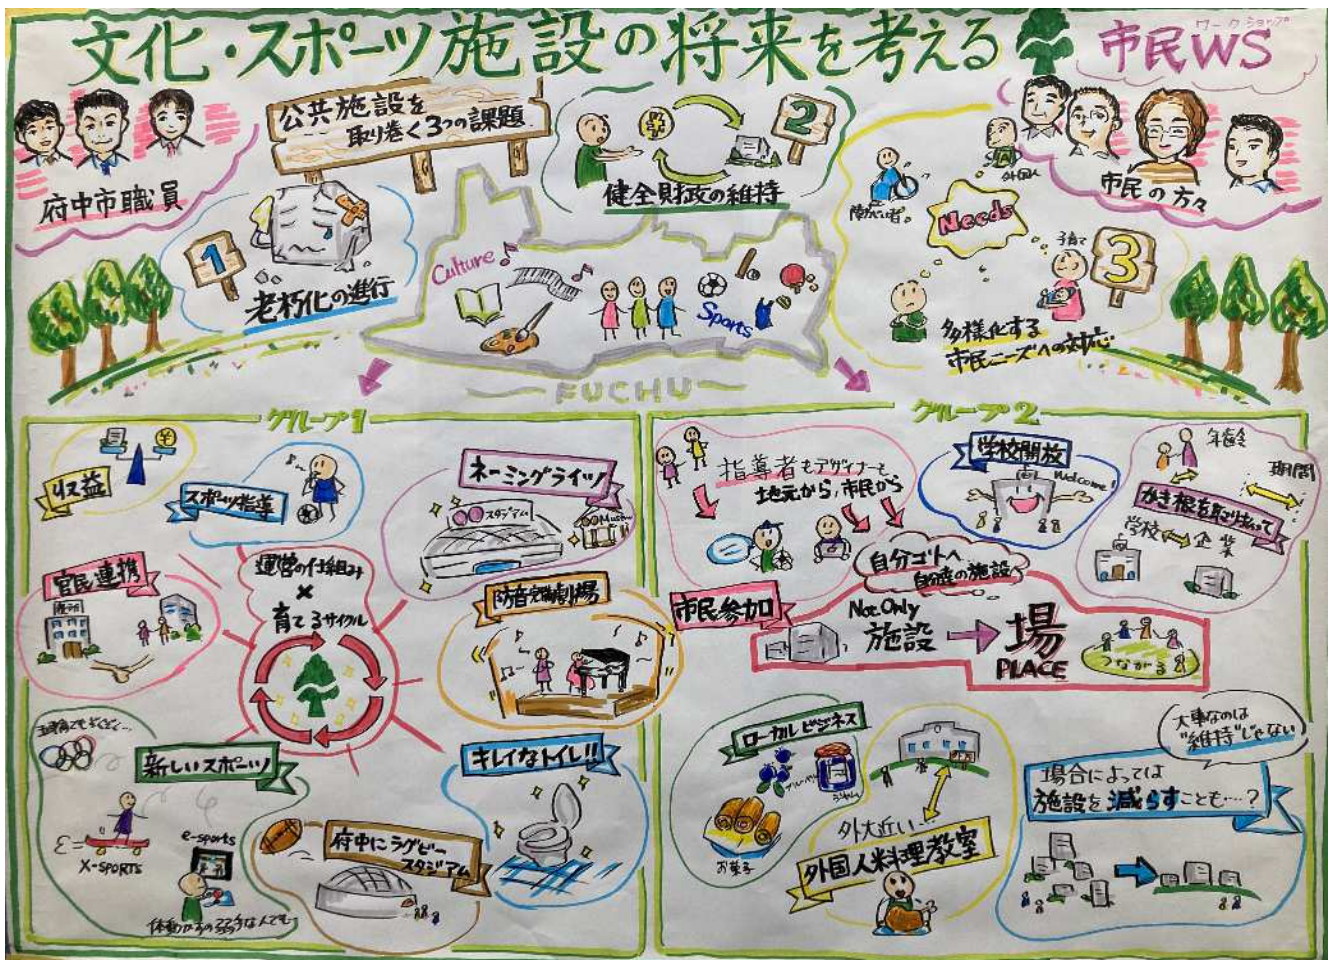 文化・スポーツ施設の将来を考える
ワークショップ
市民WS
府中市職員
公共施設を
取り巻く3つの課題
1
老朽化の進行
¥
2
健全財政の維持
外国人
障がい者
Needs
子育て
3
多様化する
市民ニーズへの対応
市民の方々
Culture
Sports
FUCHU
グループ1
¥
収益
スポーツ指導
ネーミングライツ
スタジアム
官民連携
運営の仕組み
×
育てるサイクル
防音完備劇場
新しいスポーツ
X-SPORTS
e-sports
キレイなトイレ!!
府中にラグビー
スタジアム
グループ2
指導者もデザイナーも、
地元から、市民から
学校開校
Welcome!
年齢
期間
かき根を取り払って
学校
企業
自分ゴトへ
自分達の施設へ
市民参加
Not Only
施設
場
PLACE
つながる
ローカルビジネス
ブルーベリー
ジャム
お菓子
外大近い…
外国人料理教室
大事なのは
"維持"じゃない
場合によっては
施設を減らすことも…?